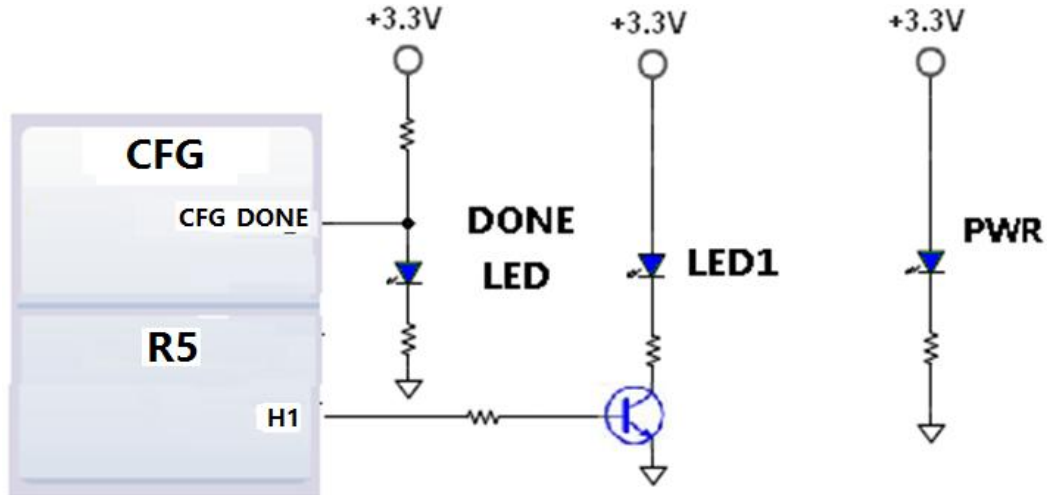 +3.3V
+3.3V
+3.3V
CFG
CFG DONE
DONE
LED
LED1
PWR
R5
H1